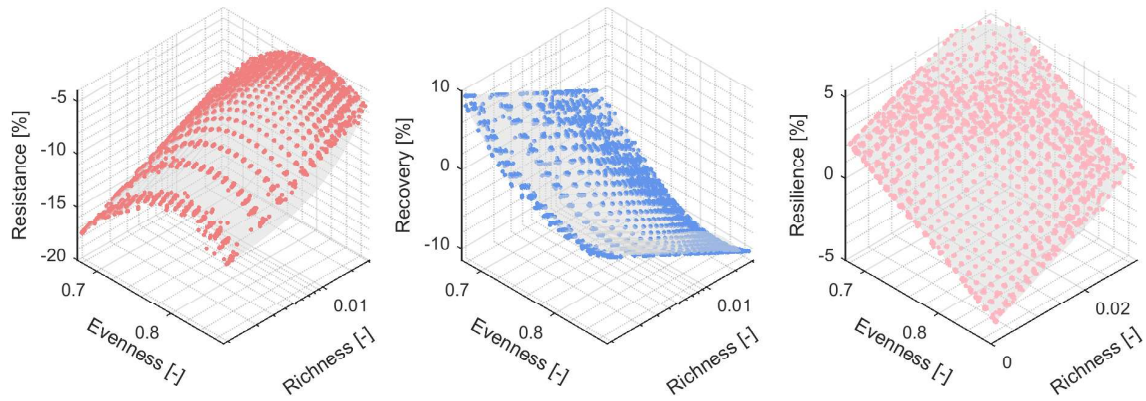 Resistance [%]
-5
-10
-15
-20
0.7
0.8
Evenness [-]
0.01
Richness [-]
Recovery [%]
10
0
-10
0.7
0.8
Evenness [-]
0.01
Richness [-]
Resilience [%]
5
0
-5
0.7
0.8
Evenness [-]
0
0.02
Richness [-]